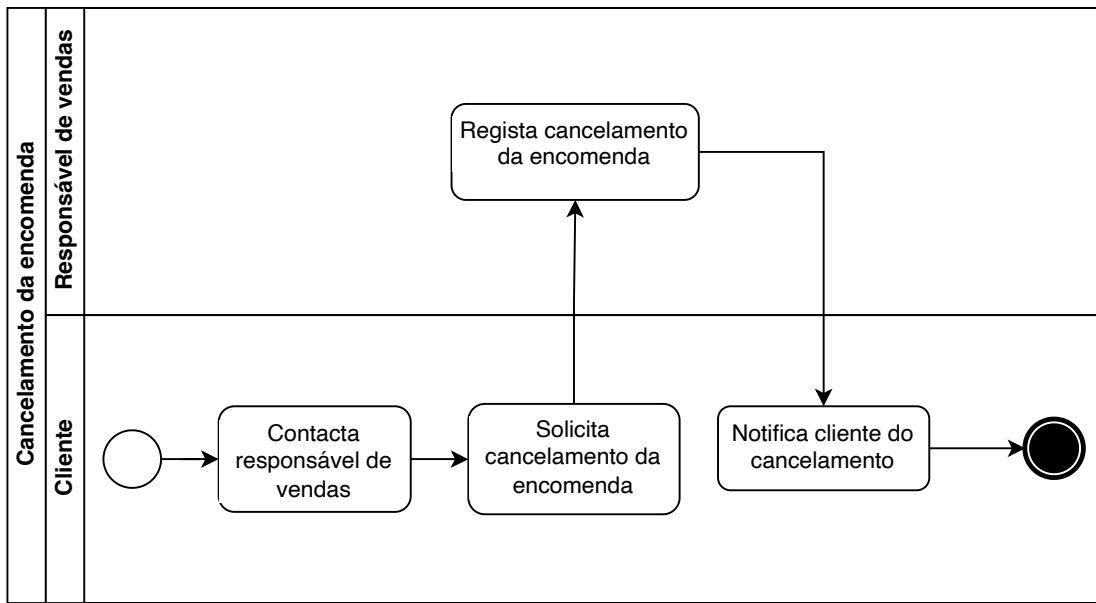 Cancelamento da encomenda
Responsável de vendas
Regista cancelamento
da encomenda
Cliente
Contacta
responsável de
vendas
Solicita
cancelamento da
encomenda
Notifica cliente do
cancelamento